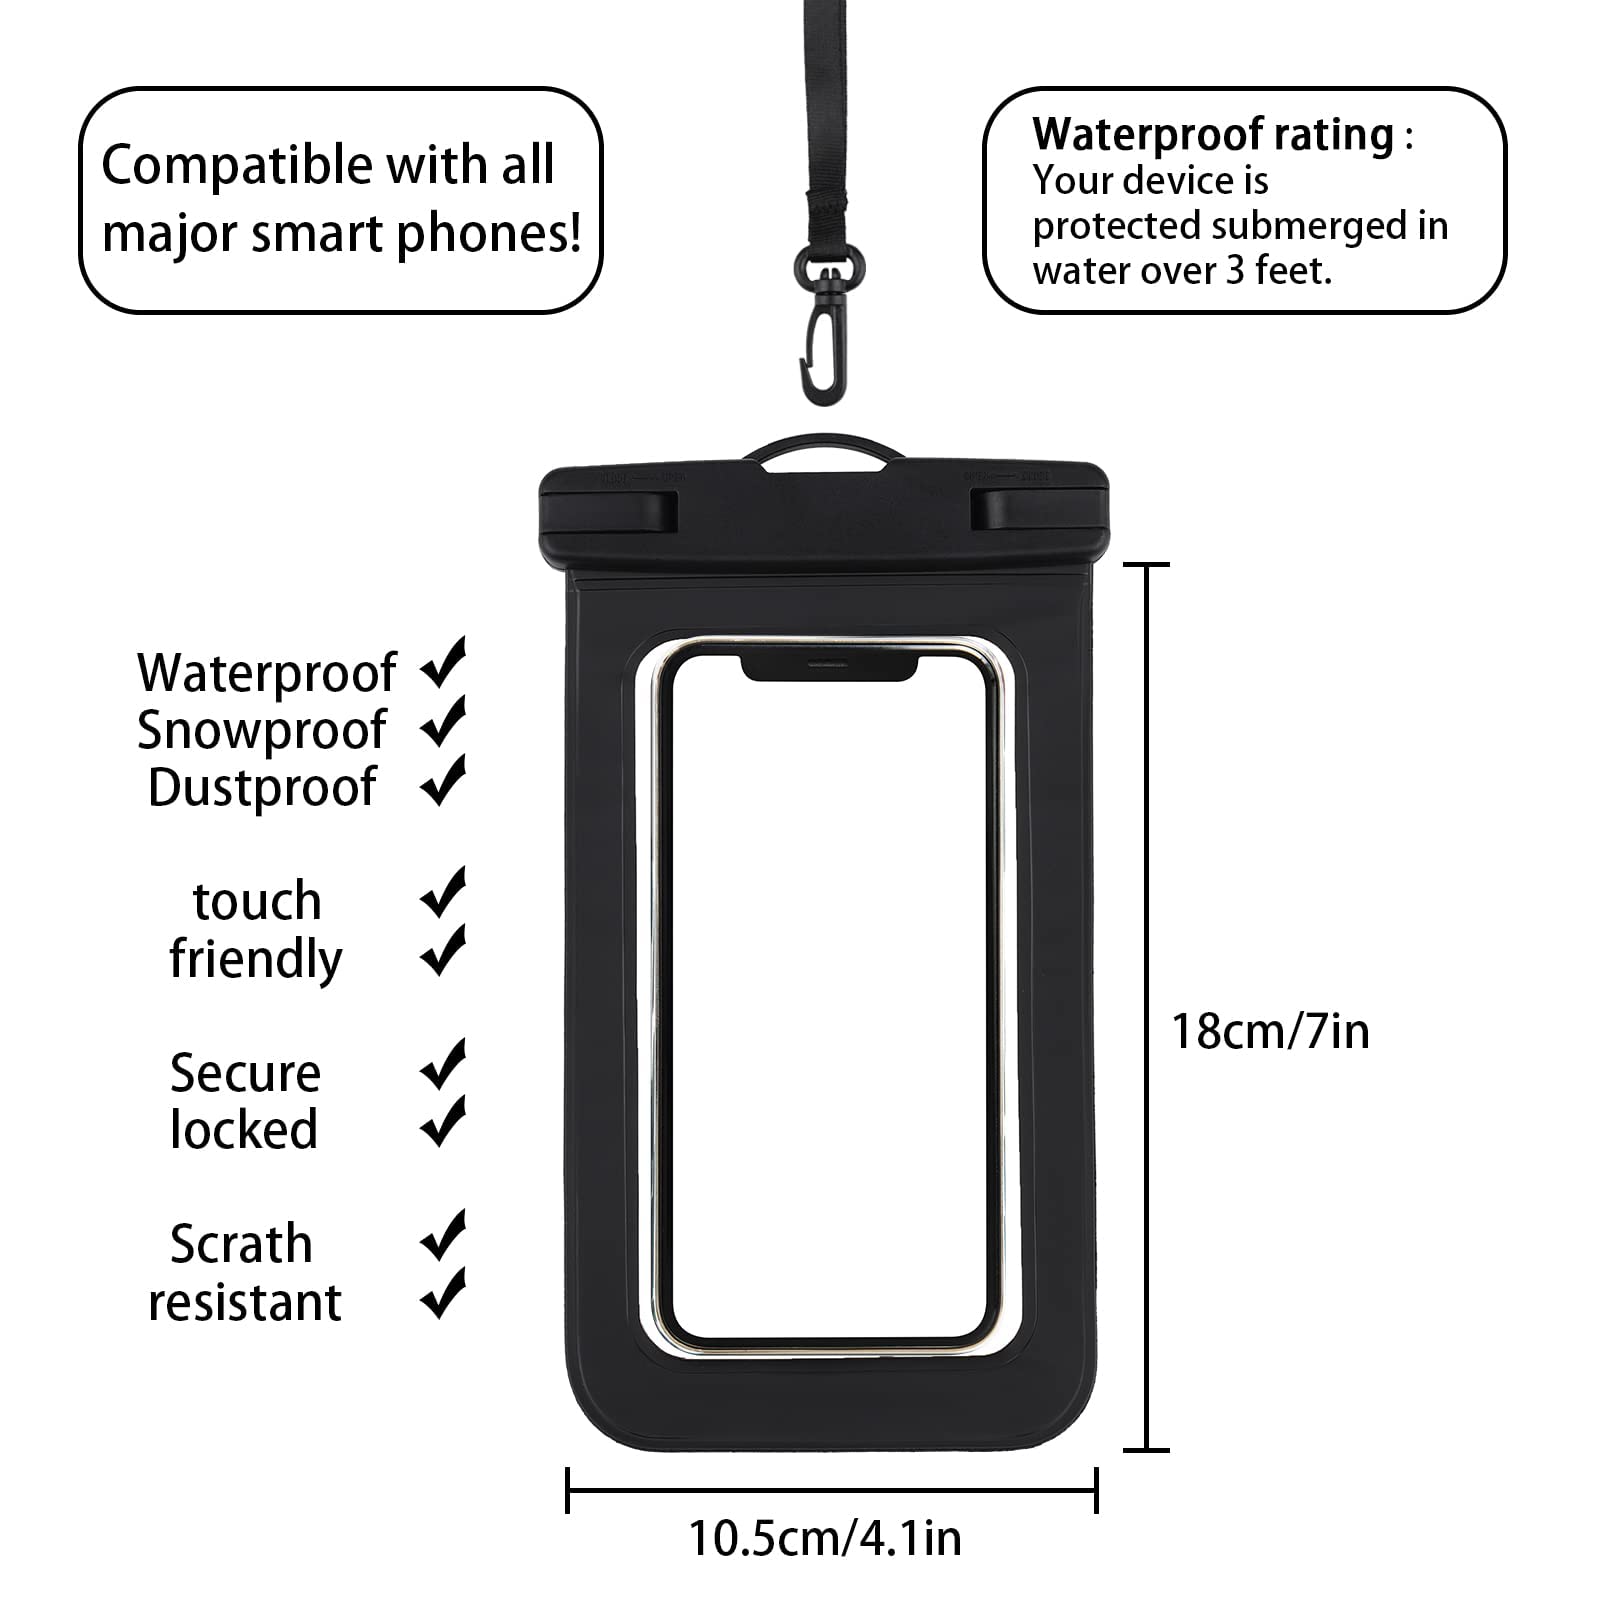 Compatible with all
major smart phones!
Waterproof rating :
Your device is
protected submerged in
water over 3 feet.
Waterproof
Snowproof
Dustproof
touch
friendly
Secure
locked
Scrath
resistant
18cm/7in
10.5cm/4.1in